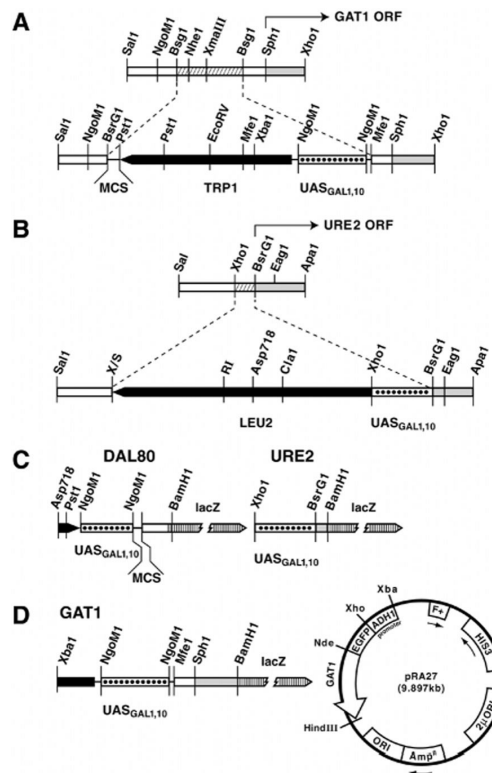 A
GAT1 ORF
Sal1 NgoM1 Bsg1 Nhe1 XmaIII Bsg1 Sph1 Xho1
Sal1 NgoM1 BsrG1 Pst1 Pst1 EcoRV Mfe1 Xba1 NgoM1 NgoM1 Mfe1 Sph1 Xho1
MCS TRP1 UASGAL1,10
B
URE2 ORF
Sal Xho1 BsrG1 Eag1 Apa1
Sal1 X/S RI Asp718 Cla1 Xho1 BsrG1 Eag1 Apa1
LEU2 UASGAL1,10
C
DAL80 URE2
Asp718 Pst1 NgoM1 NgoM1 BamH1 lacZ Xho1 BsrG1 BamH1 lacZ
UASGAL1,10 UASGAL1,10
MCS
D
GAT1
Xba1 NgoM1 NgoM1 Mfe1 Sph1 BamH1 lacZ
UASGAL1,10
Xba
Xho
Nde
EGFP
ADH1
promoter
F+
HIS3
GAT1
pRA27
(9.897kb)
HindIII
ORI
AmpR
2μ ORI